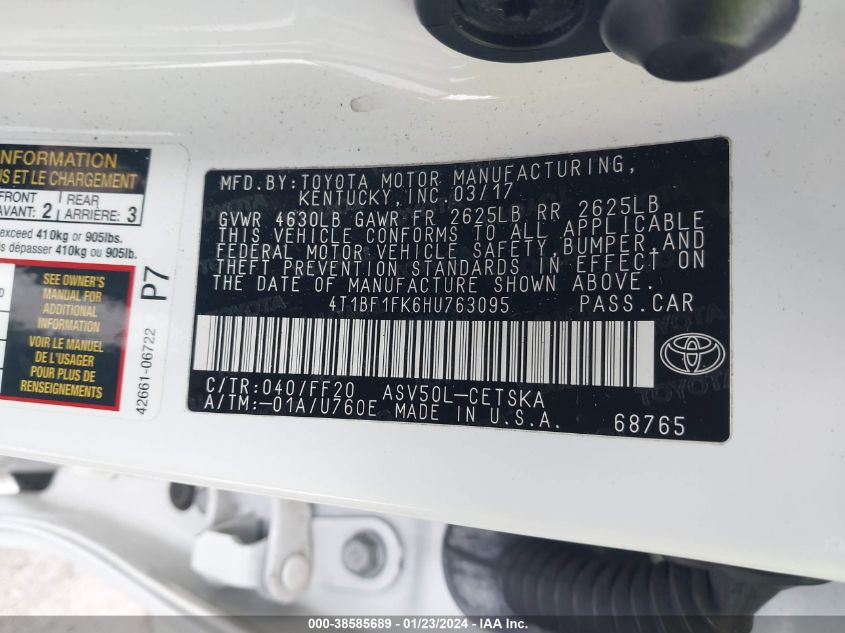 INFORMATION
NS ET LE CHARGEMENT
FRONT
AVANT: 2
REAR
ARRIÈRE: 3
exceed 410kg or 905lbs.
dépasser 410kg ou 905lb.
SEE OWNER'S
MANUAL FOR
ADDITIONAL
INFORMATION
VOIR LE MANUEL
DE L'USAGER
POUR PLUS DE
RENSEIGNEMENTS
P7
42661-06722
MFD.BY:TOYOTA MOTOR MANUFACTURING,
KENTUCKY,INC.03/17
GVWR 4630LB GAWR FR 2625LB RR 2625LB
THIS VEHICLE CONFORMS TO ALL APPLICABLE
FEDERAL MOTOR VEHICLE SAFETY,BUMPER,AND
THEFT PREVENTION STANDARDS IN EFFECT ON
THE DATE OF MANUFACTURE SHOWN ABOVE.
4T1BF1FK6HU763095 PASS.CAR
TOYOTA
C/TR:040/FF20 ASV50L-CETSKA
A/TM:-01A/U760E MADE IN U.S.A.
68765
000-38585689 - 01/23/2024 - IAA Inc.